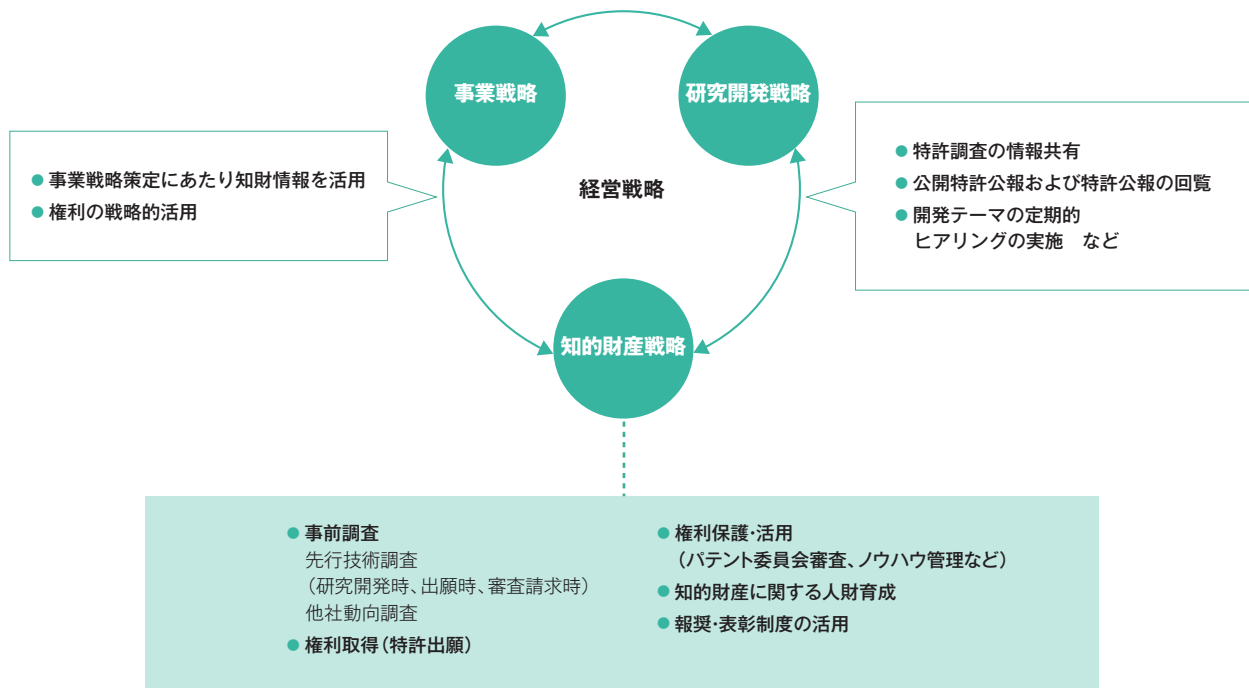 事業戦略
研究開発戦略
経営戦略
知的財産戦略
● 事業戦略策定にあたり知財情報を活用
● 権利の戦略的活用
● 特許調査の情報共有
● 公開特許公報および特許公報の回覧
● 開発テーマの定期的
ヒアリングの実施　など
● 事前調査
先行技術調査
（研究開発時、出願時、審査請求時）
他社動向調査
● 権利取得（特許出願）
● 権利保護・活用
（パテント委員会審査、ノウハウ管理など）
● 知的財産に関する人財育成
● 報奨・表彰制度の活用